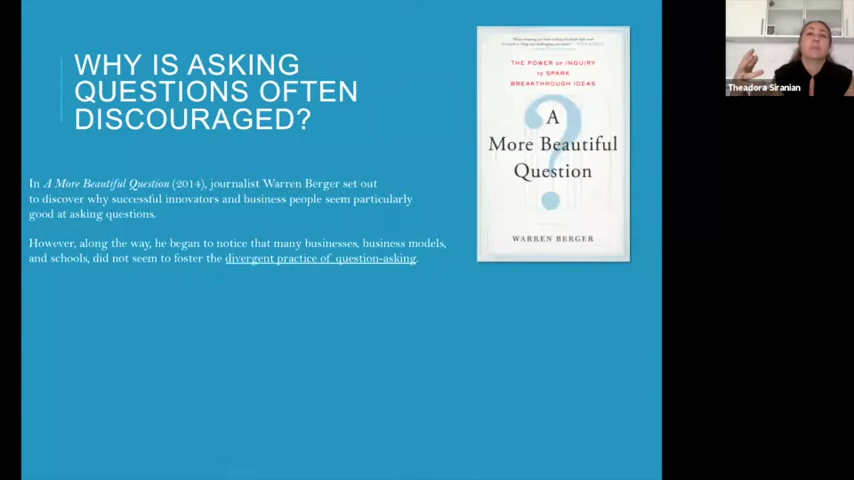 WHY IS ASKING
QUESTIONS OFTEN
DISCOURAGED?
In A More Beautiful Question (2014), journalist Warren Berger set out
to discover why successful innovators and business people seem particularly
good at asking questions.
However, along the way, he began to notice that many businesses, business models,
and schools, did not seem to foster the divergent practice of question-asking.
THE POWER OF INQUIRY
TO SPARK
BREAKTHROUGH IDEAS
A
More Beautiful
Question
?
WARREN BERGER
Theadora Siranian